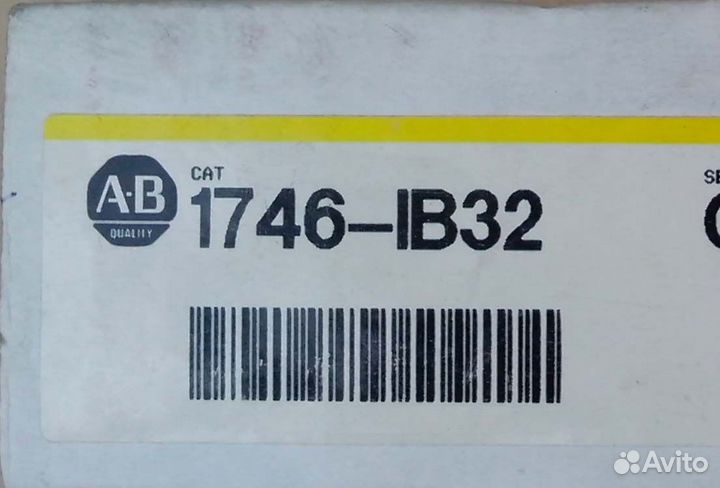 A-B
QUALITY
CAT
1746-IB32
Avito